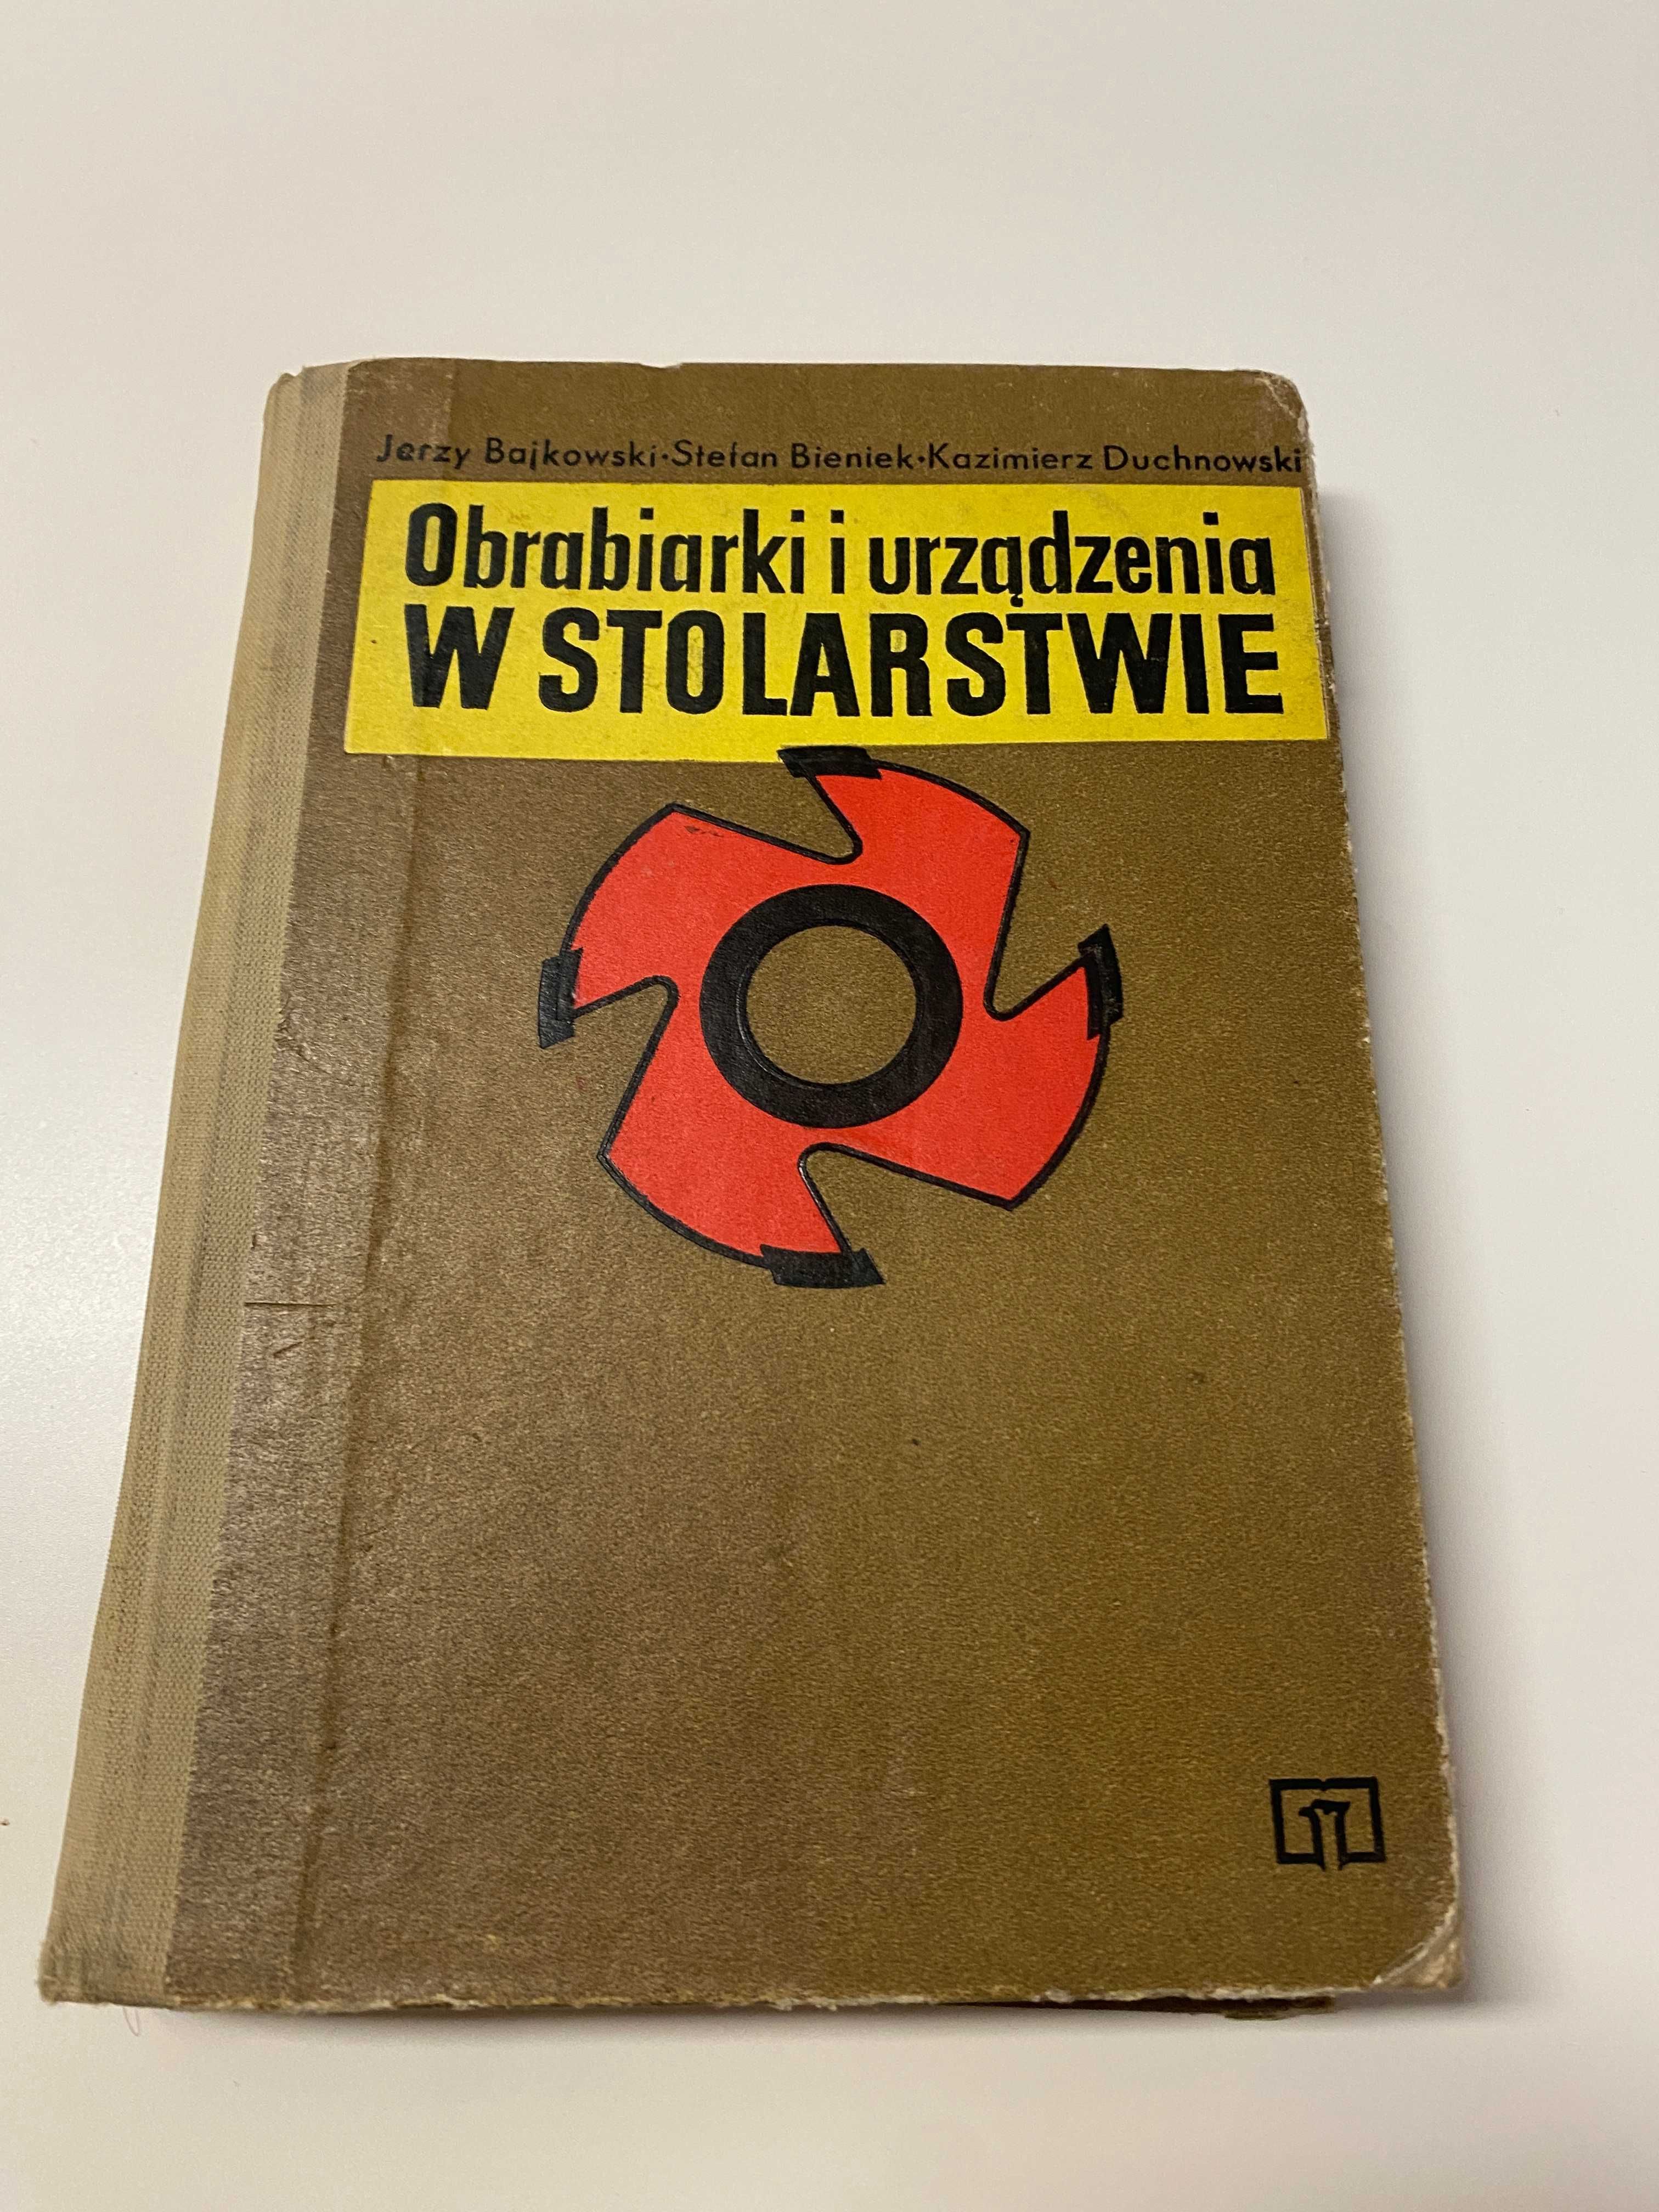 Jerzy Bajkowski•Stefan Bieniek•Kazimierz Duchnowski
Obrabiarki i urządzenia
W STOLARSTWIE